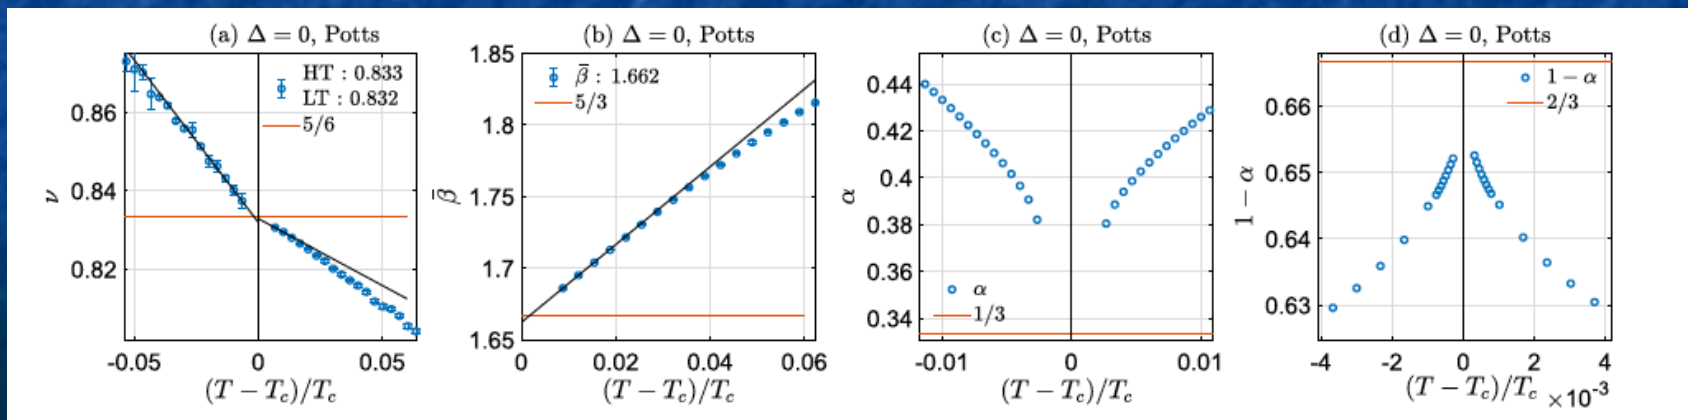 (a) Δ = 0, Potts
ν
0.86
0.84
0.82
HT : 0.833
LT : 0.832
5/6
-0.05
0
0.05
(T − T_c)/T_c
(b) Δ = 0, Potts
β̄
1.85
1.8
1.75
1.7
1.65
β̄ : 1.662
5/3
0
0.02
0.04
0.06
(T − T_c)/T_c
(c) Δ = 0, Potts
α
0.44
0.42
0.4
0.38
0.36
0.34
α
1/3
-0.01
0
0.01
(T − T_c)/T_c
(d) Δ = 0, Potts
1 − α
0.66
0.65
0.64
0.63
1 − α
2/3
-4
-2
0
2
4
(T − T_c)/T_c
×10⁻³